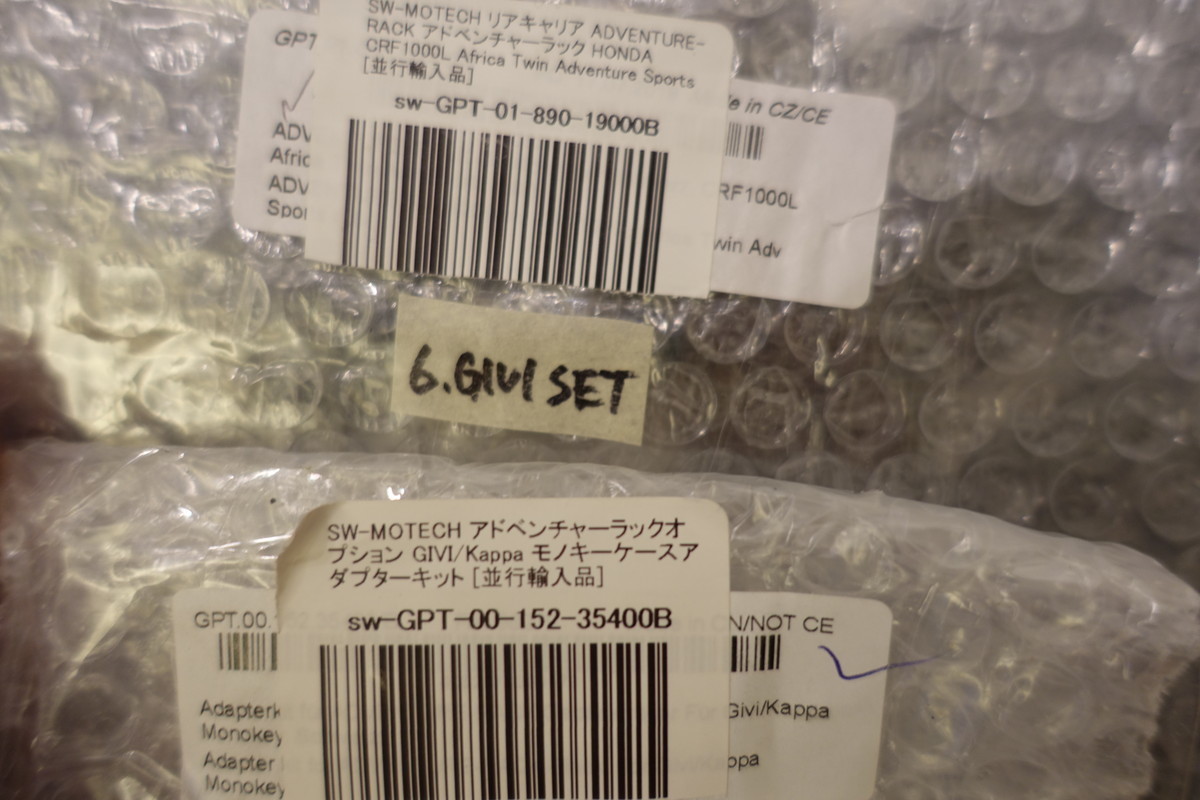 SW-MOTECH リアキャリア ADVENTURE-
RACK アドベンチャーラック HONDA
CRF1000L Africa Twin Adventure Sports
[並行輸入品]
sw-GPT-01-890-19000B
GPT
in CZ/CE
ADV
Afric
ADV
Spor
RF1000L
win Adv
6.GIVI SET
SW-MOTECH アドベンチャーラックオ
プション GIVI/Kappa モノキーケースア
ダプターキット [並行輸入品]
sw-GPT-00-152-35400B
GPT.00.
in CN/NOT CE
Adapterk
Monokey
Adapter
Monokey
Givi/Kappa
ppa